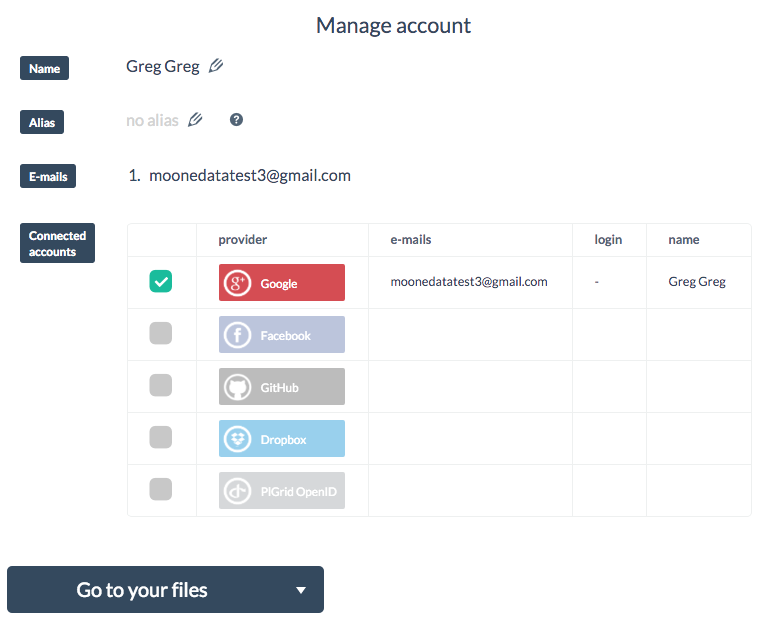 Manage account
Name
Greg Greg
Alias
no alias
?
E-mails
1. moonedatatest3@gmail.com
Connected
accounts
provider e-mails login name
g+ Google moonedatatest3@gmail.com - Greg Greg
f Facebook
GitHub
Dropbox
PlGrid OpenID
Go to your files